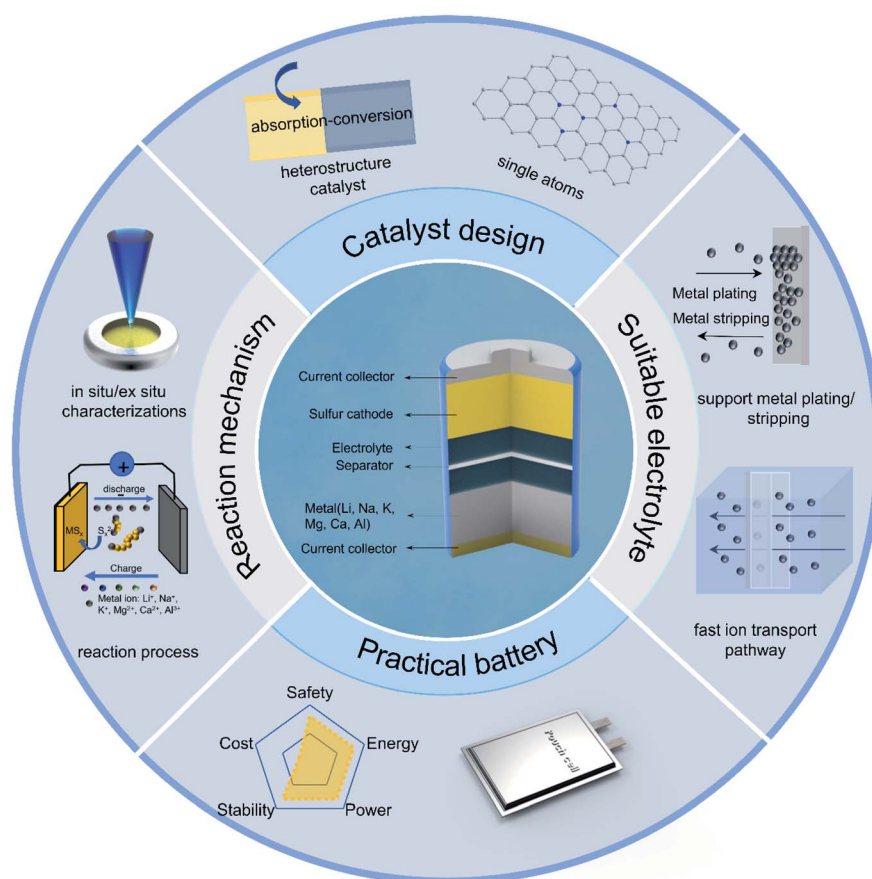 absorption-conversion
heterostructure
catalyst
single atoms
Catalyst design
in situ/ex situ
characterizations
Reaction mechanism
discharge
MSₓ
Sₓ²⁻
Charge
Metal ion: Li⁺, Na⁺,
K⁺, Mg²⁺, Ca²⁺, Al³⁺
reaction process
Current collector
Sulfur cathode
Electrolyte
Separator
Metal(Li, Na, K,
Mg, Ca, Al)
Current collector
Suitable electrolyte
Metal plating
Metal stripping
support metal plating/
stripping
fast ion transport
pathway
Practical battery
Safety
Cost
Energy
Stability
Power
Pouch Cell